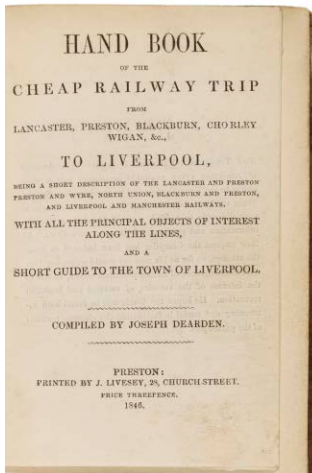 HAND BOOK
OF THE
CHEAP RAILWAY TRIP
FROM
LANCASTER, PRESTON, BLACKBURN, CHORLEY
WIGAN, &c.,
TO LIVERPOOL,
BEING A SHORT DESCRIPTION OF THE LANCASTER AND PRESTON
PRESTON AND WYRE, NORTH UNION, BLACKBURN AND PRESTON,
AND LIVERPOOL AND MANCHESTER RAILWAYS,
WITH ALL THE PRINCIPAL OBJECTS OF INTEREST
ALONG THE LINES,
AND A
SHORT GUIDE TO THE TOWN OF LIVERPOOL.
COMPILED BY JOSEPH DEARDEN.
PRESTON:
PRINTED BY J. LIVESEY, 28, CHURCH-STREET.
PRICE THREEPENCE.
1846.